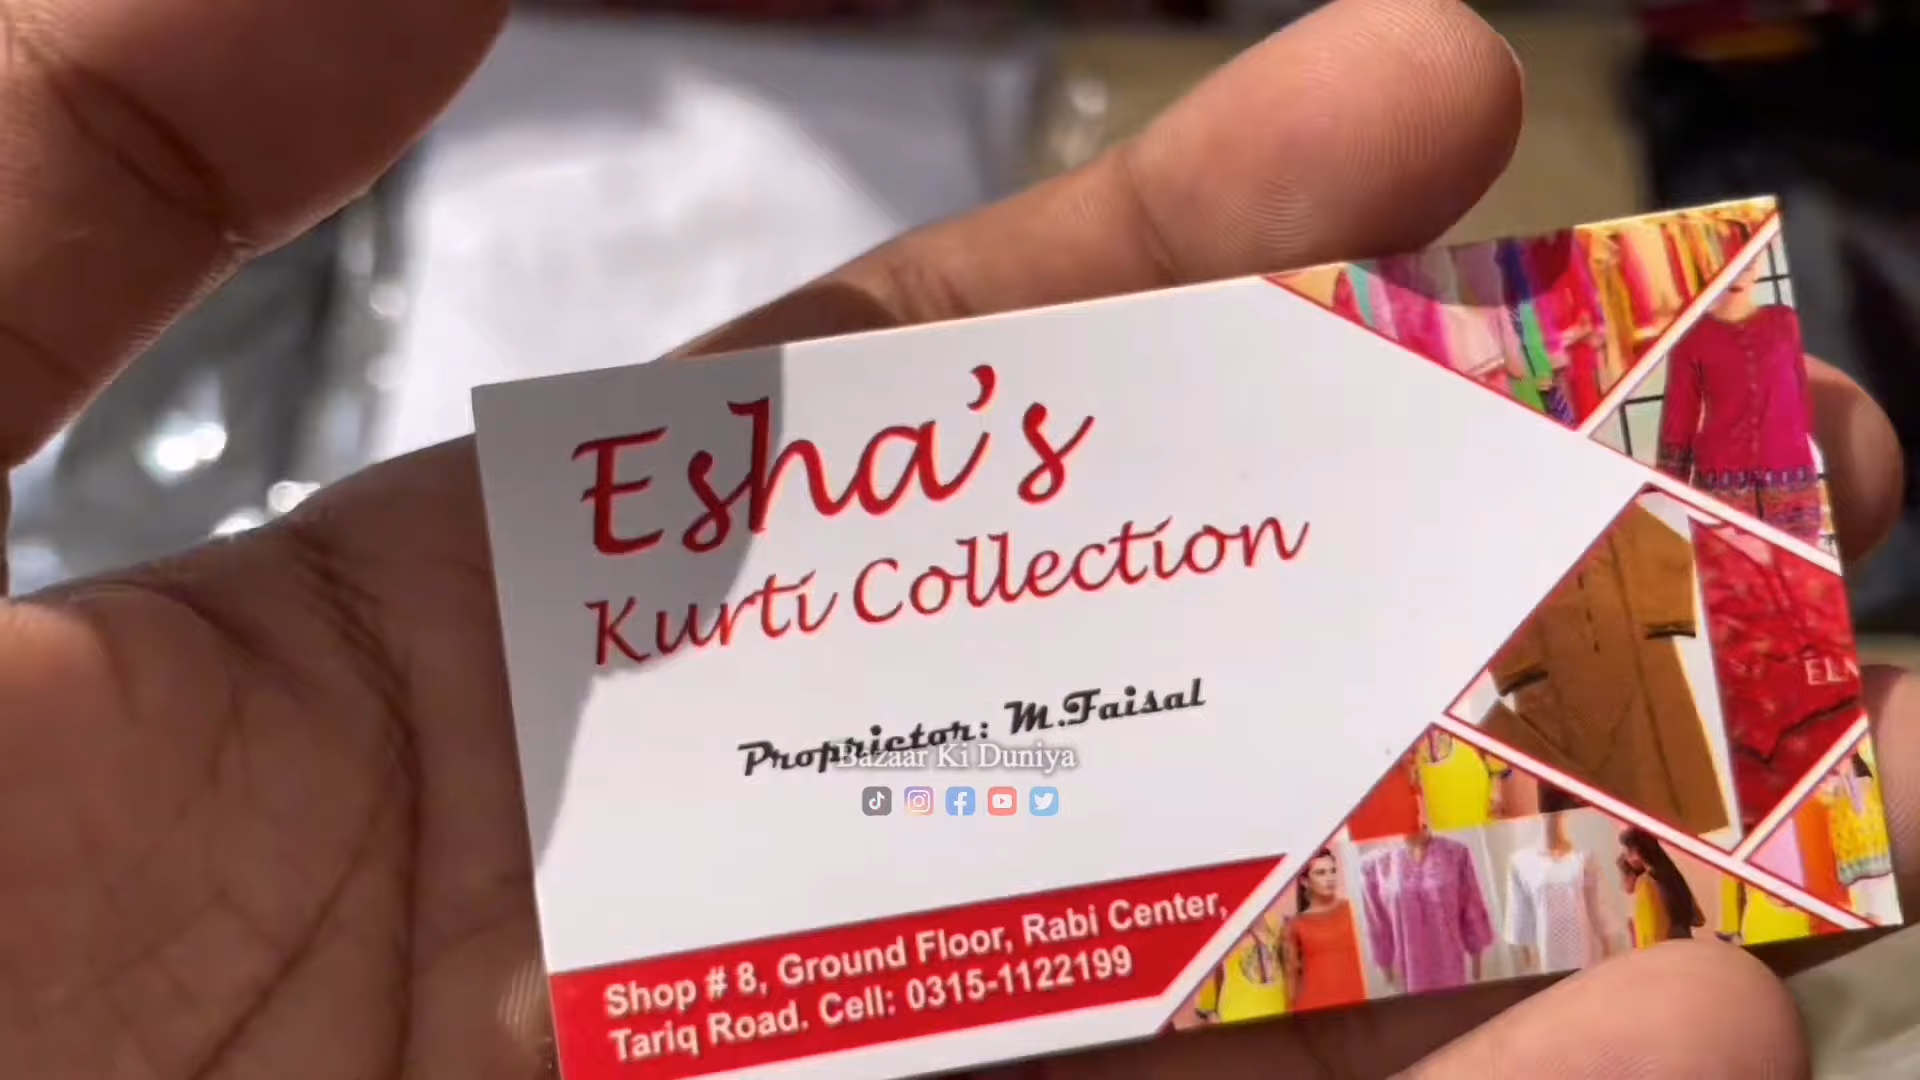 Esha's
Kurti Collection
Proprietor: M.Faisal
Bazaar Ki Duniya
Shop # 8, Ground Floor, Rabi Center,
Tariq Road. Cell: 0315-1122199